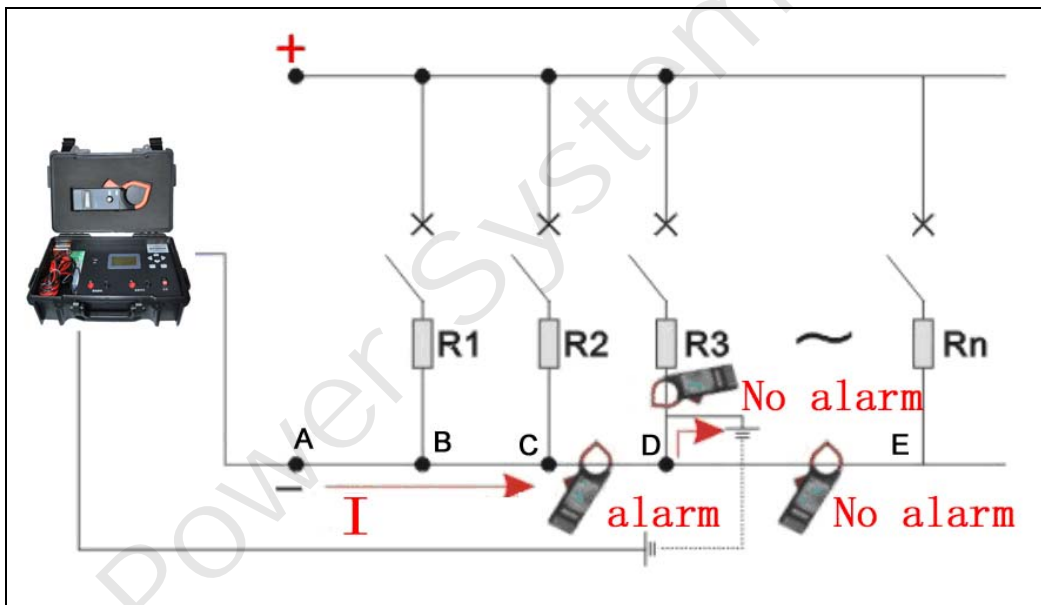 Power System
+
R1
R2
R3
~
Rn
No alarm
A
B
C
D
E
−
I
alarm
No alarm